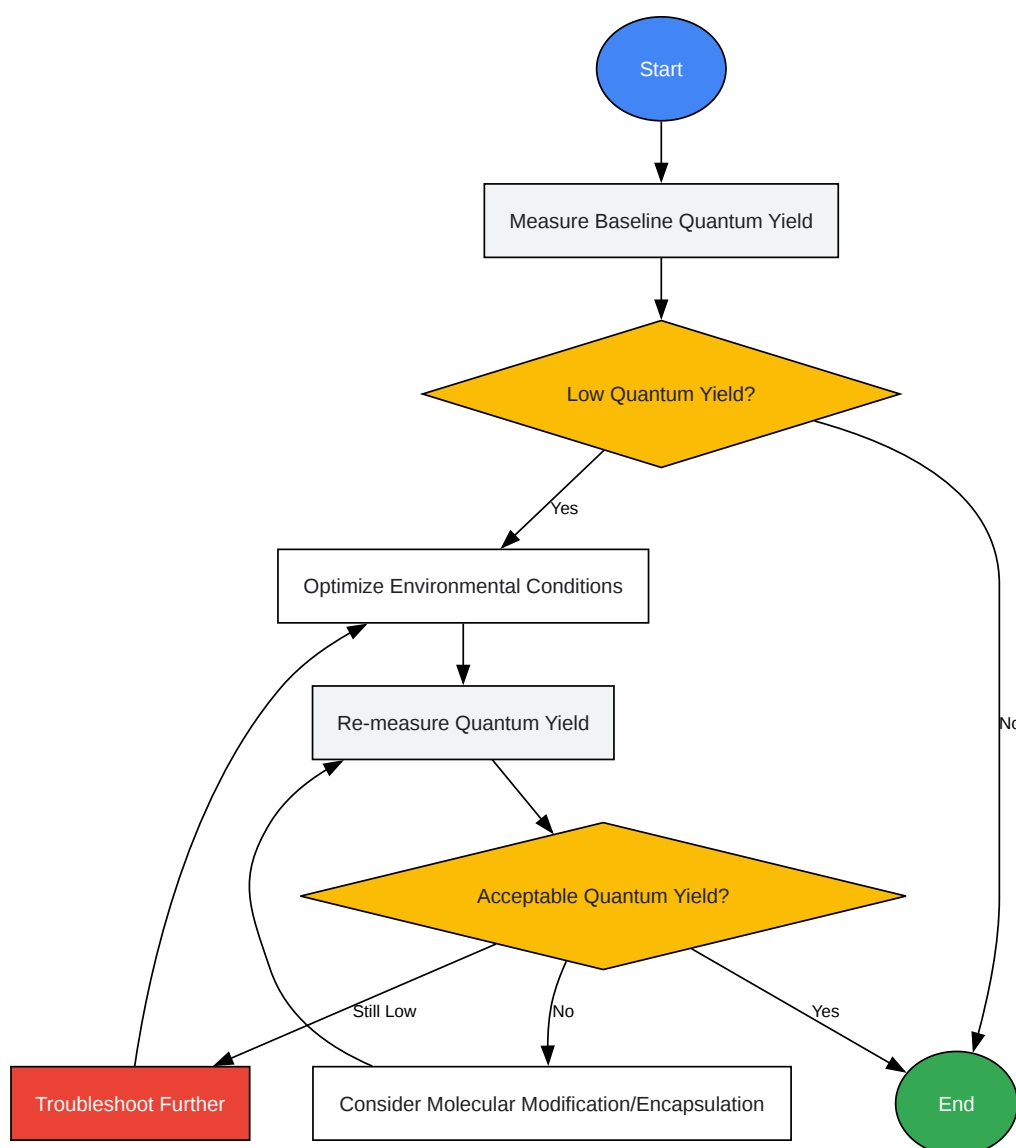 Start
Measure Baseline Quantum Yield
Low Quantum Yield?
Yes
Optimize Environmental Conditions
Re-measure Quantum Yield
No
Acceptable Quantum Yield?
Still Low
No
Yes
Troubleshoot Further
Consider Molecular Modification/Encapsulation
End